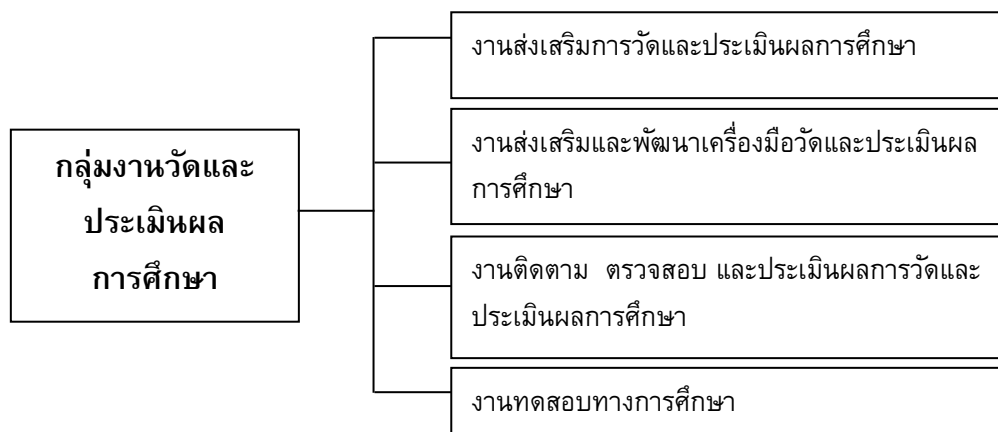 กลุ่มงานวัดและ
ประเมินผล
การศึกษา
งานส่งเสริมการวัดและประเมินผลการศึกษา
งานส่งเสริมและพัฒนาเครื่องมือวัดและประเมินผล
การศึกษา
งานติดตาม ตรวจสอบ และประเมินผลการวัดและ
ประเมินผลการศึกษา
งานทดสอบทางการศึกษา